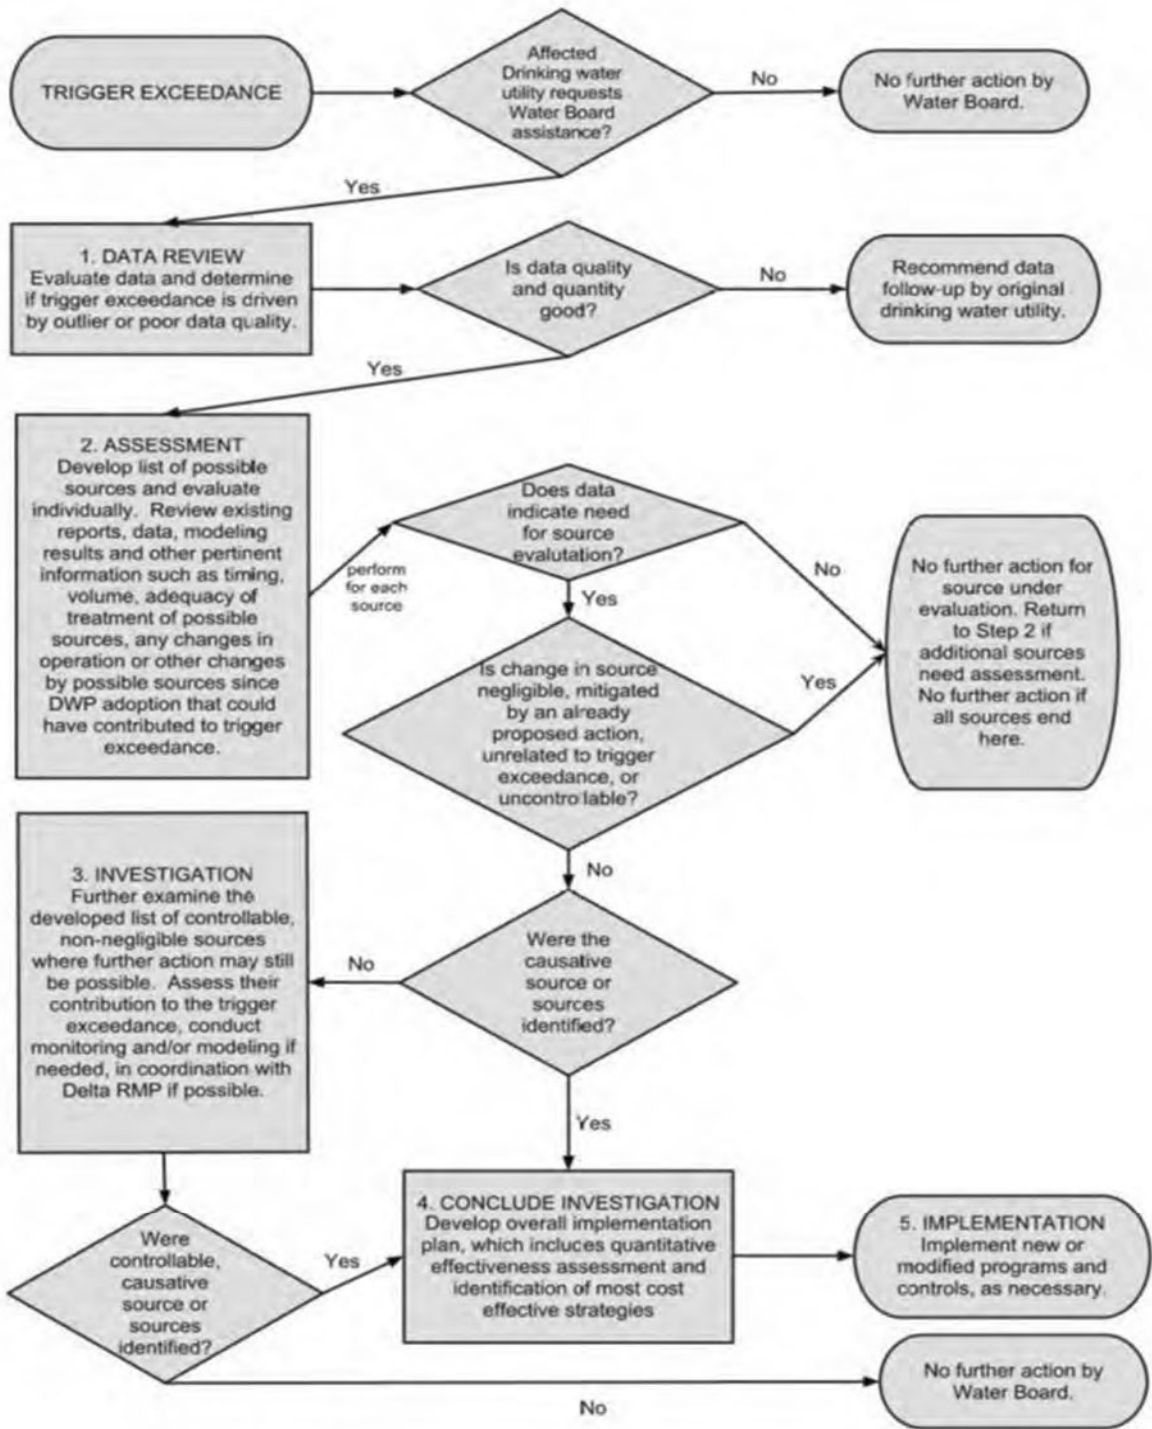 TRIGGER EXCEEDANCE
Affected
Drinking water
utility requests
Water Board
assistance?
No
No further action by
Water Board.
Yes
1. DATA REVIEW
Evaluate data and determine
if trigger exceedance is driven
by outlier or poor data quality.
Is data quality
and quantity
good?
No
Recommend data
follow-up by original
drinking water utility.
Yes
2. ASSESSMENT
Develop list of possible
sources and evaluate
individually. Review existing
reports, data, modeling
results and other pertinent
information such as timing,
volume, adequacy of
treatment of possible
sources, any changes in
operation or other changes
by possible sources since
DWP adoption that could
have contributed to trigger
exceedance.
perform
for each
source
Does data
indicate need
for source
evalutation?
No
Yes
Is change in source
negligible, mitigated
by an already
proposed action,
unrelated to trigger
exceedance, or
uncontro lable?
Yes
No further action for
source under
evaluation. Return
to Step 2 if
additional sources
need assessment.
No further action if
all sources end
here.
No
3. INVESTIGATION
Further examine the
developed list of controllable,
non-negligible sources
where further action may still
be possible. Assess their
contribution to the trigger
exceedance, conduct
monitoring and/or modeling if
needed, in coordination with
Delta RMP if possible.
No
Were the
causative
source or
sources
identified?
Yes
Were
controllable,
causative
source or
sources
identified?
Yes
4. CONCLUDE INVESTIGATION
Develop overall implementation
plan, which includes quantitative
effectiveness assessment and
identification of most cost
effective strategies
5. IMPLEMENTATION
Implement new or
modified programs and
controls, as necessary.
No
No further action by
Water Board.